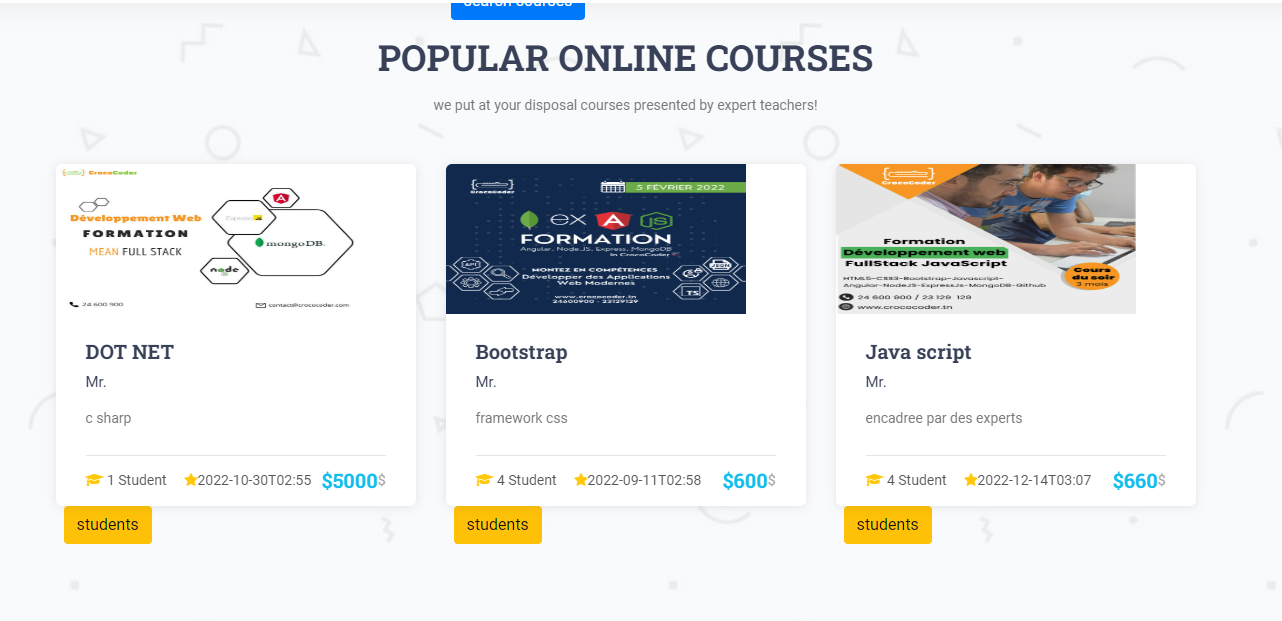 search courses
POPULAR ONLINE COURSES
we put at your disposal courses presented by expert teachers!
CrocoCoder
Développement Web
FORMATION
MEAN FULL STACK
Express
mongoDB.
node
24 600 900
contact@crococoder.com
DOT NET
Mr.
c sharp
1 Student
2022-10-30T02:55
$5000$
students
CrocoCoder
5 FÉVRIER 2022
ex
JS
FORMATION
Angular, Node.JS, Express, MongoDB
in CrocoCoder
MONTEZ EN COMPÉTENCES
Développer des Applications
Web Modernes
API
JSON
TS
www.crococoder.tn
24600900 - 23129129
Bootstrap
Mr.
framework css
4 Student
2022-09-11T02:58
$600$
students
CrocoCoder
Formation
Développement web
FullStack JavaScript
HTML5-CSS3-Bootstrap-Javascript-
Angular-NodeJS-ExpressJs-MongoDB-Github
Cours
du soir
3 mois
24 600 900 / 23 129 129
www.crococoder.tn
Java script
Mr.
encadree par des experts
4 Student
2022-12-14T03:07
$660$
students